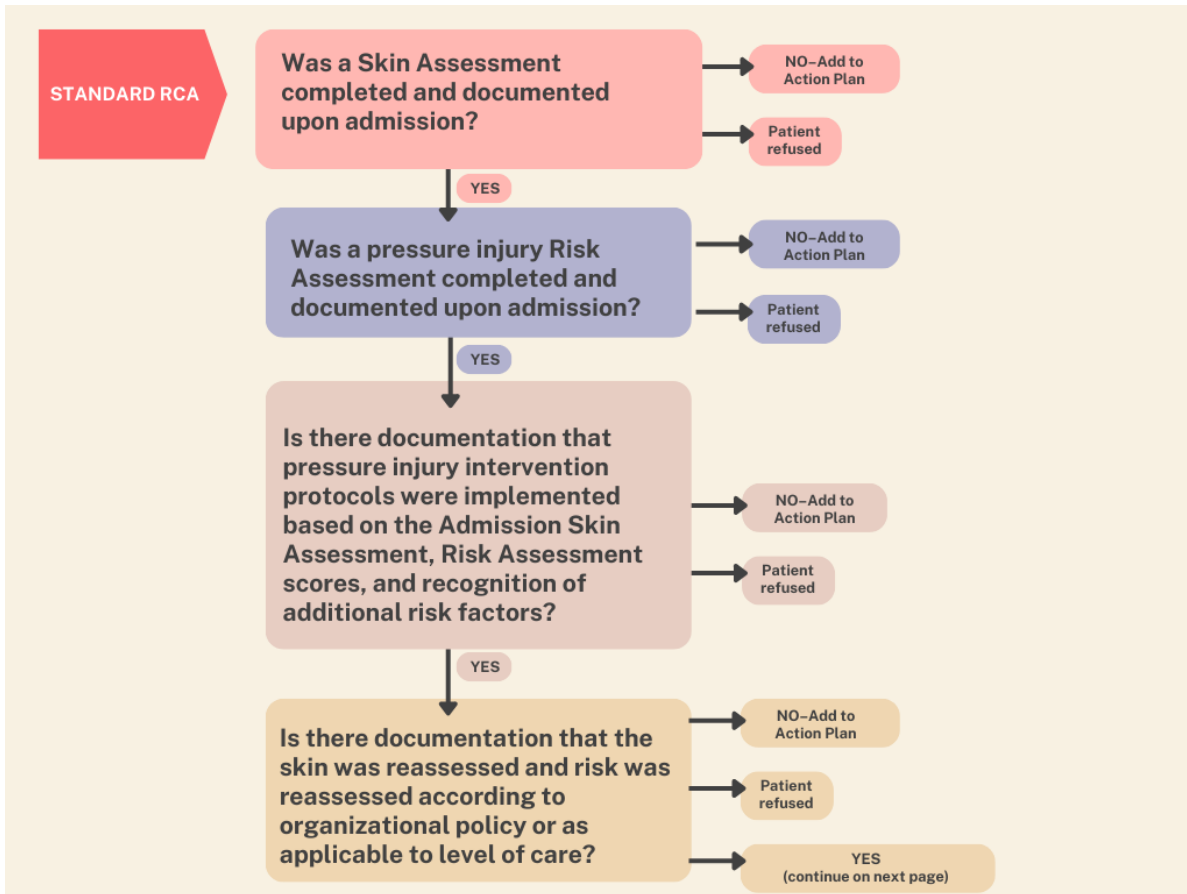 STANDARD RCA
Was a Skin Assessment
completed and documented
upon admission?
NO–Add to
Action Plan
Patient
refused
YES
Was a pressure injury Risk
Assessment completed and
documented upon admission?
NO–Add to
Action Plan
Patient
refused
YES
Is there documentation that
pressure injury intervention
protocols were implemented
based on the Admission Skin
Assessment, Risk Assessment
scores, and recognition of
additional risk factors?
NO–Add to
Action Plan
Patient
refused
YES
Is there documentation that the
skin was reassessed and risk was
reassessed according to
organizational policy or as
applicable to level of care?
NO–Add to
Action Plan
Patient
refused
YES
(continue on next page)